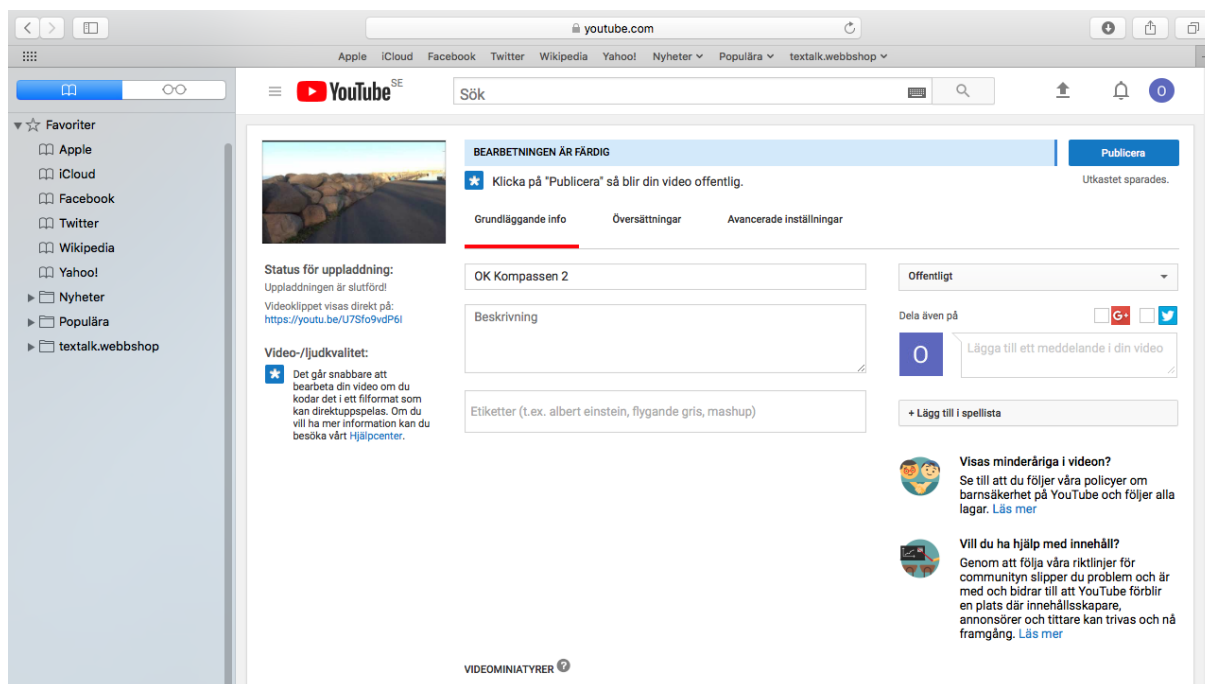 youtube.com
Apple iCloud Facebook Twitter Wikipedia Yahoo! Nyheter Populära textalk.webbshop
YouTube SE
Sök
O
Favoriter
Apple
iCloud
Facebook
Twitter
Wikipedia
Yahoo!
Nyheter
Populära
textalk.webbshop
BEARBETNINGEN ÄR FÄRDIG
Publicera
Klicka på "Publicera" så blir din video offentlig.
Utkastet sparades.
Grundläggande info Översättningar Avancerade inställningar
Status för uppladdning:
Uppladdningen är slutförd!
Videoklippet visas direkt på:
https://youtu.be/U7Sfo9vdP6I
Video-/ljudkvalitet:
Det går snabbare att
bearbeta din video om du
kodar det i ett filformat som
kan direktuppspelas. Om du
vill ha mer information kan du
besöka vårt Hjälpcenter.
OK Kompassen 2
Beskrivning
Etiketter (t.ex. albert einstein, flygande gris, mashup)
Offentligt
Dela även på
G+
O
Lägga till ett meddelande i din video
+ Lägg till i spellista
Visas minderåriga i videon?
Se till att du följer våra policyer om
barnsäkerhet på YouTube och följer alla
lagar. Läs mer
Vill du ha hjälp med innehåll?
Genom att följa våra riktlinjer för
communityn slipper du problem och är
med och bidrar till att YouTube förblir
en plats där innehållsskapare,
annonsörer och tittare kan trivas och nå
framgång. Läs mer
VIDEOMINIATYRER ?